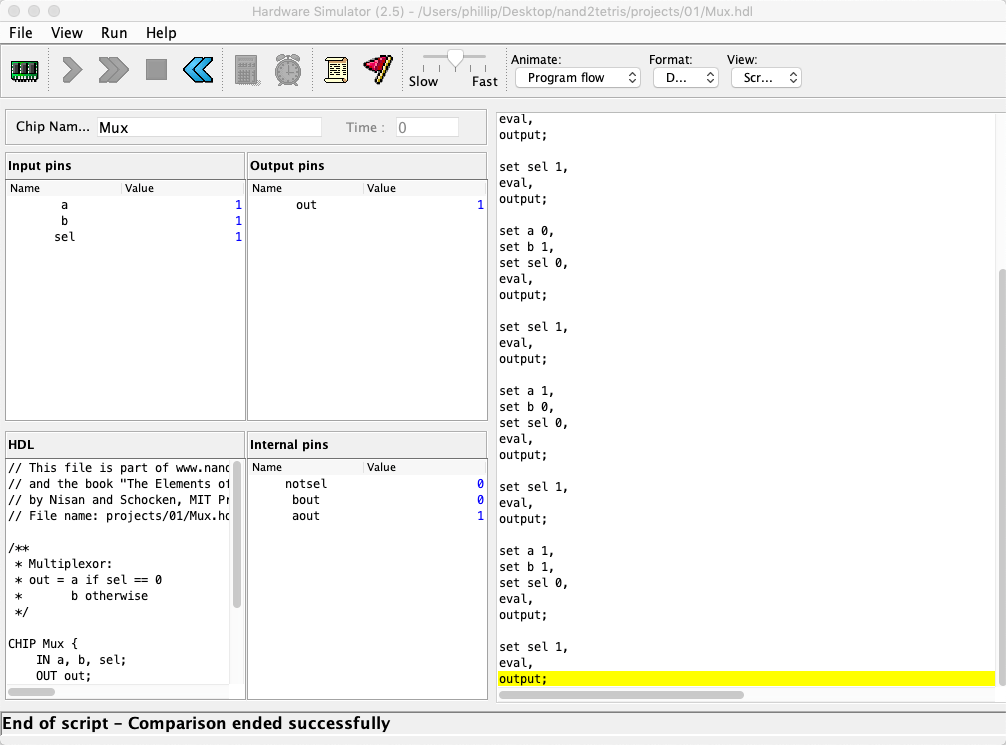 Hardware Simulator (2.5) - /Users/phillip/Desktop/nand2tetris/projects/01/Mux.hdl
File View Run Help
Slow Fast
Animate: Format: View:
Program flow D... Scr...
Chip Nam... Mux Time : 0
Input pins
Name Value
a 1
b 1
sel 1
Output pins
Name Value
out 1
HDL
// This file is part of www.nand
// and the book "The Elements of
// by Nisan and Schocken, MIT Pr
// File name: projects/01/Mux.hd
/**
* Multiplexor:
* out = a if sel == 0
* b otherwise
*/
CHIP Mux {
IN a, b, sel;
OUT out;
Internal pins
Name Value
notsel 0
bout 0
aout 1
eval,
output;
set sel 1,
eval,
output;
set a 0,
set b 1,
set sel 0,
eval,
output;
set sel 1,
eval,
output;
set a 1,
set b 0,
set sel 0,
eval,
output;
set sel 1,
eval,
output;
set a 1,
set b 1,
set sel 0,
eval,
output;
set sel 1,
eval,
output;
End of script - Comparison ended successfully